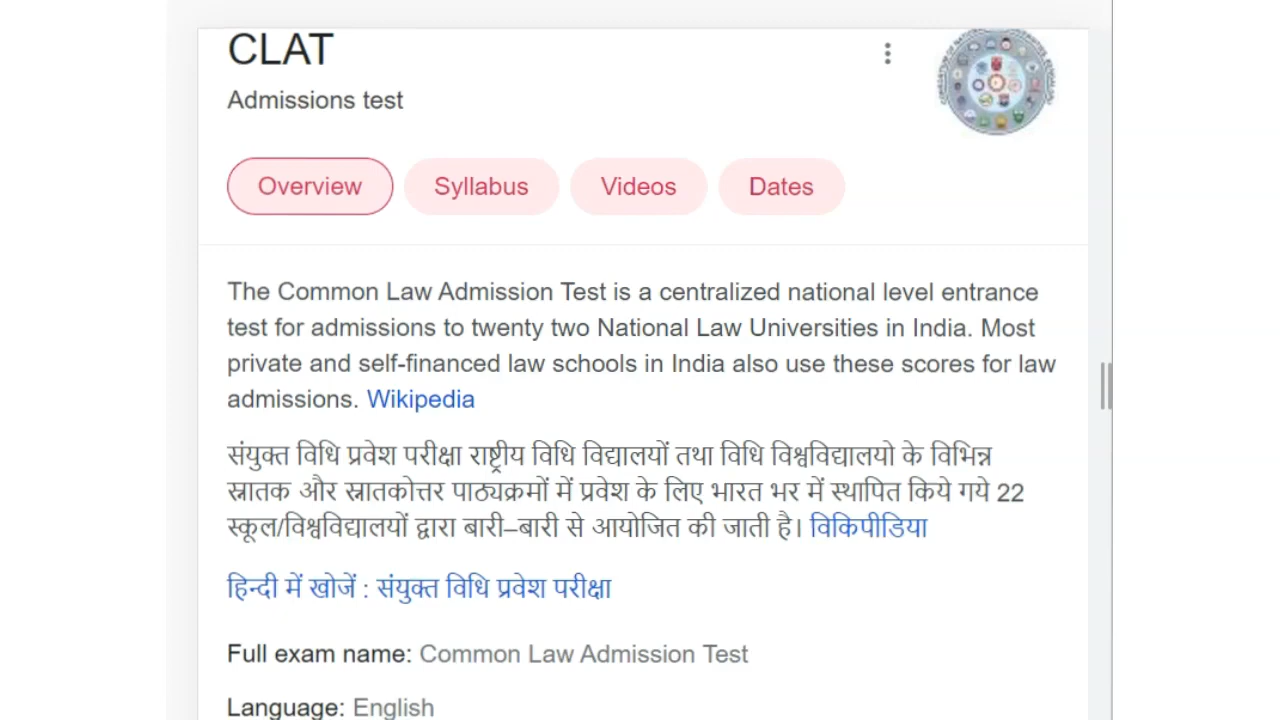 CLAT
Admissions test
Overview Syllabus Videos Dates
The Common Law Admission Test is a centralized national level entrance
test for admissions to twenty two National Law Universities in India. Most
private and self-financed law schools in India also use these scores for law
admissions. Wikipedia
संयुक्त विधि प्रवेश परीक्षा राष्ट्रीय विधि विद्यालयों तथा विधि विश्वविद्यालयो के विभिन्न
स्नातक और स्नातकोत्तर पाठ्यक्रमों में प्रवेश के लिए भारत भर में स्थापित किये गये 22
स्कूल/विश्वविद्यालयों द्वारा बारी–बारी से आयोजित की जाती है। विकिपीडिया
हिन्दी में खोजें : संयुक्त विधि प्रवेश परीक्षा
Full exam name: Common Law Admission Test
Language: English